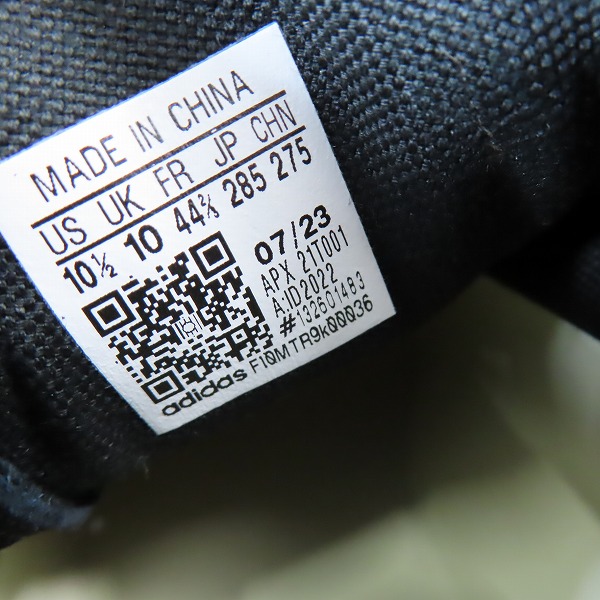 MADE IN CHINA
US UK FR JP CHN
10½ 10 44⅔ 285 275
07/23
APX 21T001
A:ID2022
#132601483
adidas F10MTR9k00036